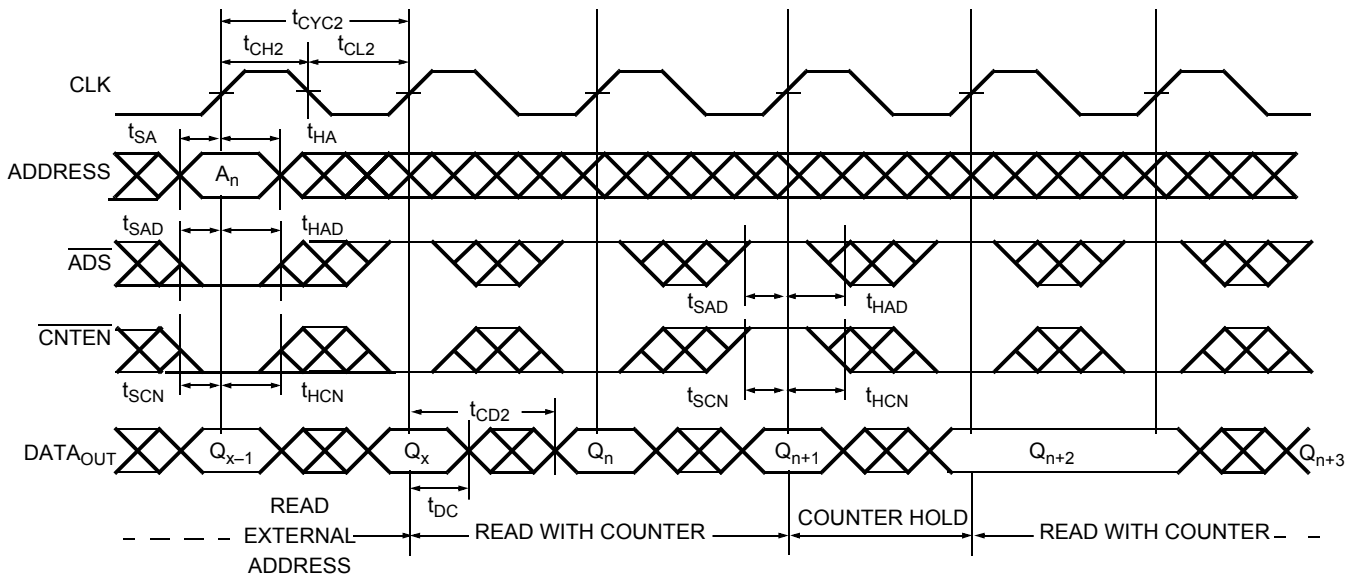 tCYC2
tCH2 tCL2
CLK
tSA tHA
ADDRESS An
tSAD tHAD
ADS
tSAD tHAD
CNTEN
tSCN tHCN tSCN tHCN
tCD2
DATAOUT Qx–1 Qx Qn Qn+1 Qn+2 Qn+3
tDC
READ
EXTERNAL
ADDRESS
READ WITH COUNTER
COUNTER HOLD
READ WITH COUNTER